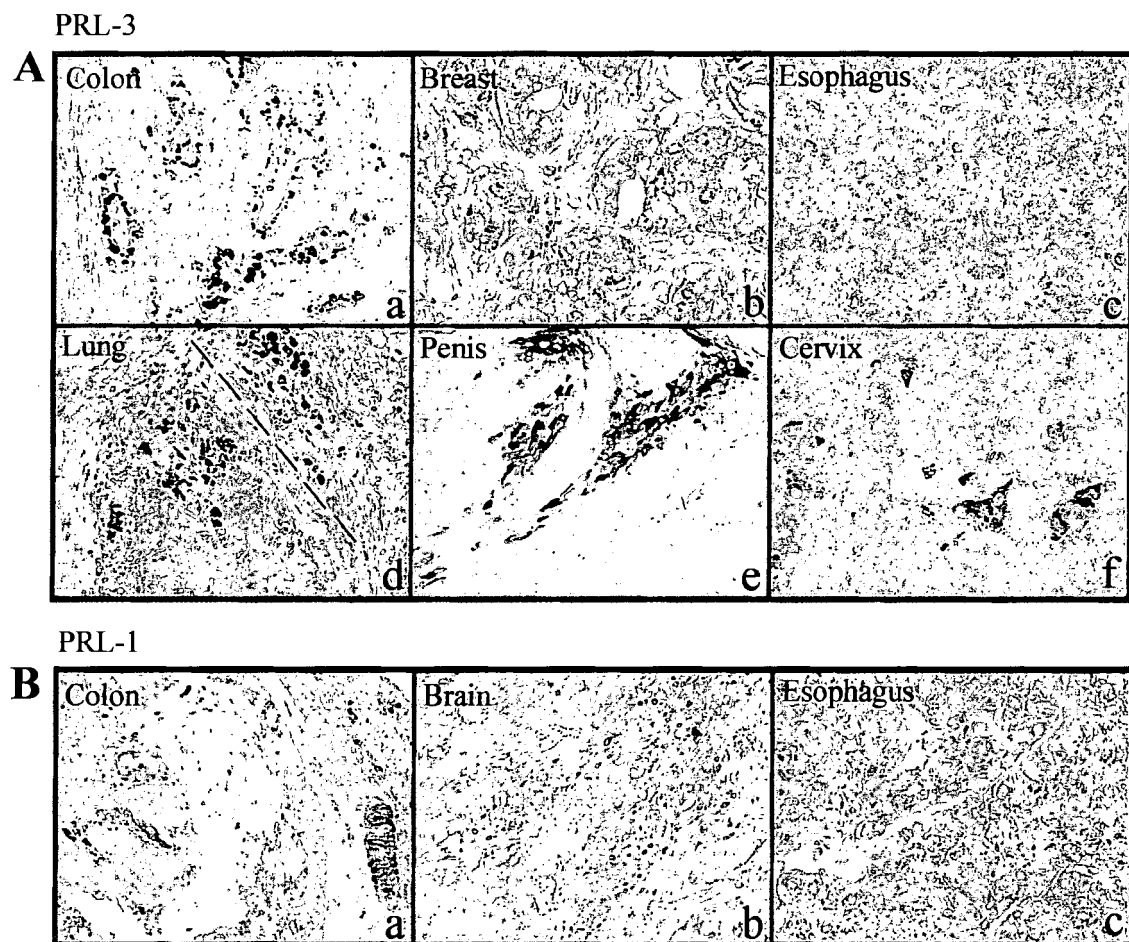 PRL-3
A
Colon
Breast
Esophagus
a
b
c
Lung
Penis
Cervix
d
e
f
PRL-1
B
Colon
Brain
Esophagus
a
b
c